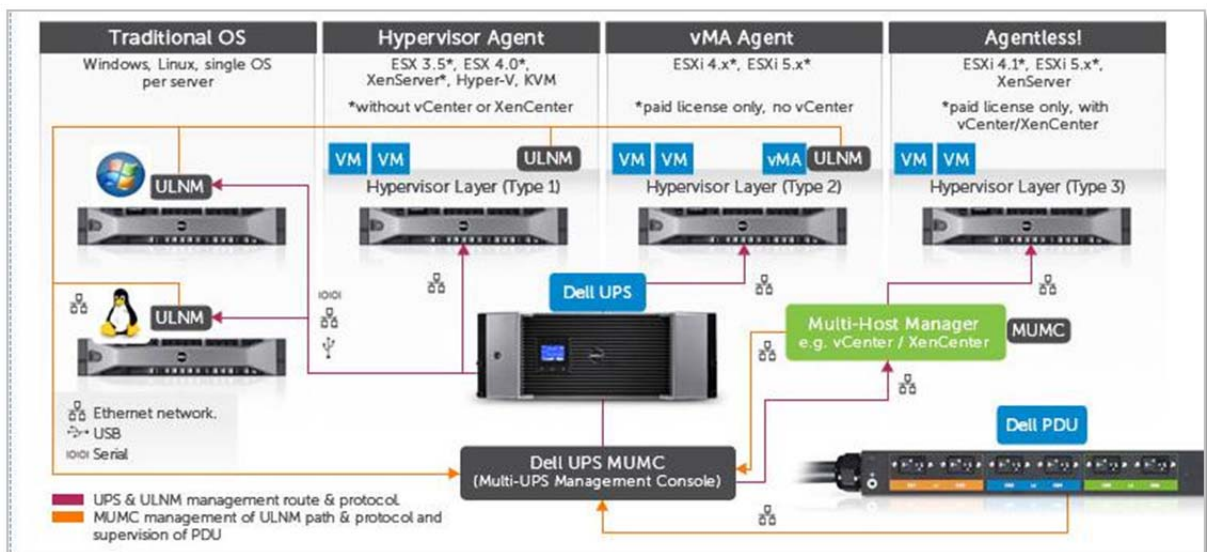 Traditional OS
Windows, Linux, single OS
per server
Hypervisor Agent
ESX 3.5*, ESX 4.0*,
XenServer*, Hyper-V, KVM
*without vCenter or XenCenter
vMA Agent
ESXi 4.x*, ESXi 5.x*
*paid license only, no vCenter
Agentless!
ESXi 4.1*, ESXi 5.x*,
XenServer
*paid license only, with
vCenter/XenCenter
ULNM
VM VM
ULNM
Hypervisor Layer (Type 1)
VM VM
vMA ULNM
Hypervisor Layer (Type 2)
VM VM
Hypervisor Layer (Type 3)
ULNM
IOIOI
Dell UPS
Multi-Host Manager
e.g. vCenter / XenCenter
MUMC
Ethernet network.
USB
IOIOI Serial
Dell UPS MUMC
(Multi-UPS Management Console)
Dell PDU
UPS & ULNM management route & protocol.
MUMC management of ULNM path & protocol and
supervision of PDU